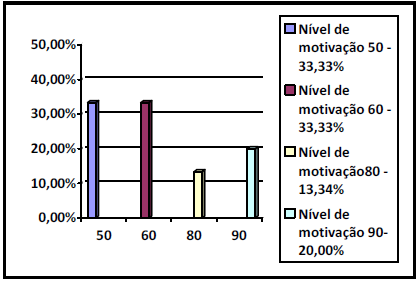 50,00%
40,00%
30,00%
20,00%
10,00%
0,00%
50 60 80 90
Nível de
motivação 50 -
33,33%
Nível de
motivação 60 -
33,33%
Nível de
motivação80 -
13,34%
Nível de
motivação 90-
20,00%